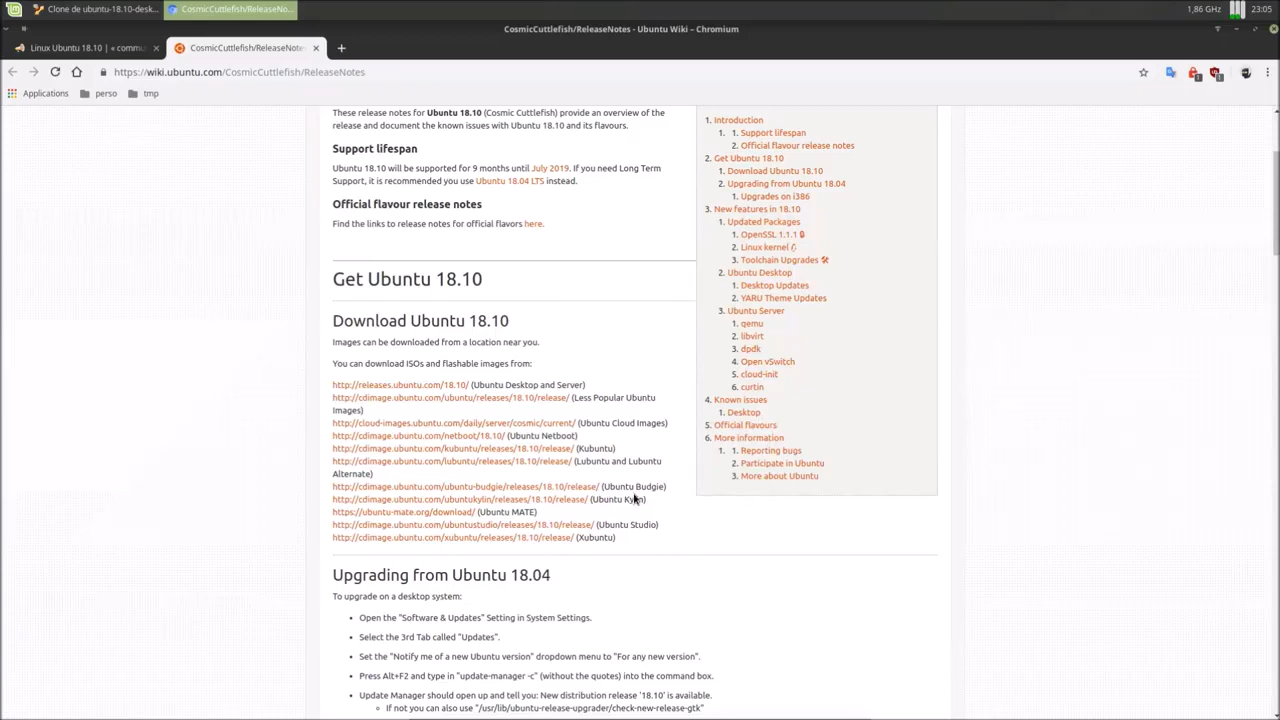 Clone de ubuntu-18.10-desk...
CosmicCuttlefish/ReleaseNo...
1,86 GHz
23:05
CosmicCuttlefish/ReleaseNotes - Ubuntu Wiki – Chromium
Linux Ubuntu 18.10 | « commu
CosmicCuttlefish/ReleaseNote
https://wiki.ubuntu.com/CosmicCuttlefish/ReleaseNotes
Applications
perso
tmp
These release notes for Ubuntu 18.10 (Cosmic Cuttlefish) provide an overview of the
release and document the known issues with Ubuntu 18.10 and its flavours.
Support lifespan
Ubuntu 18.10 will be supported for 9 months until July 2019. If you need Long Term
Support, it is recommended you use Ubuntu 18.04 LTS instead.
Official flavour release notes
Find the links to release notes for official flavors here.
Get Ubuntu 18.10
Download Ubuntu 18.10
Images can be downloaded from a location near you.
You can download ISOs and flashable images from:
http://releases.ubuntu.com/18.10/ (Ubuntu Desktop and Server)
http://cdimage.ubuntu.com/ubuntu/releases/18.10/release/ (Less Popular Ubuntu
Images)
http://cloud-images.ubuntu.com/daily/server/cosmic/current/ (Ubuntu Cloud Images)
http://cdimage.ubuntu.com/netboot/18.10/ (Ubuntu Netboot)
http://cdimage.ubuntu.com/kubuntu/releases/18.10/release/ (Kubuntu)
http://cdimage.ubuntu.com/lubuntu/releases/18.10/release/ (Lubuntu and Lubuntu
Alternate)
http://cdimage.ubuntu.com/ubuntu-budgie/releases/18.10/release/ (Ubuntu Budgie)
http://cdimage.ubuntu.com/ubuntukylin/releases/18.10/release/ (Ubuntu Kylin)
https://ubuntu-mate.org/download/ (Ubuntu MATE)
http://cdimage.ubuntu.com/ubuntustudio/releases/18.10/release/ (Ubuntu Studio)
http://cdimage.ubuntu.com/xubuntu/releases/18.10/release/ (Xubuntu)
1. Introduction
1. 1. Support lifespan
2. Official flavour release notes
2. Get Ubuntu 18.10
1. Download Ubuntu 18.10
2. Upgrading from Ubuntu 18.04
1. Upgrades on i386
3. New features in 18.10
1. Updated Packages
1. OpenSSL 1.1.1
2. Linux kernel
3. Toolchain Upgrades
2. Ubuntu Desktop
1. Desktop Updates
2. YARU Theme Updates
3. Ubuntu Server
1. qemu
2. libvirt
3. dpdk
4. Open vSwitch
5. cloud-init
6. curtin
4. Known issues
1. Desktop
5. Official flavours
6. More information
1. 1. Reporting bugs
2. Participate in Ubuntu
3. More about Ubuntu
Upgrading from Ubuntu 18.04
To upgrade on a desktop system:
• Open the "Software & Updates" Setting in System Settings.
• Select the 3rd Tab called "Updates".
• Set the "Notify me of a new Ubuntu version" dropdown menu to "For any new version".
• Press Alt+F2 and type in "update-manager -c" (without the quotes) into the command box.
• Update Manager should open up and tell you: New distribution release '18.10' is available.
If not you can also use "/usr/lib/ubuntu-release-upgrader/check-new-release-gtk"